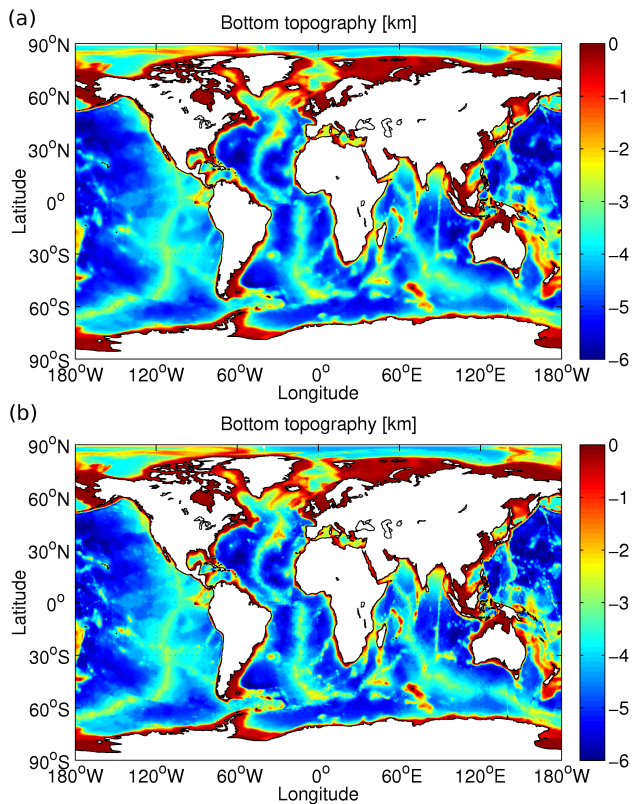 (a)
Bottom topography [km]
90°N
60°N
30°N
0°
30°S
60°S
90°S
Latitude
180°W 120°W 60°W 0° 60°E 120°E 180°W
Longitude
0
−1
−2
−3
−4
−5
−6
(b)
Bottom topography [km]
90°N
60°N
30°N
0°
30°S
60°S
90°S
Latitude
180°W 120°W 60°W 0° 60°E 120°E 180°W
Longitude
0
−1
−2
−3
−4
−5
−6